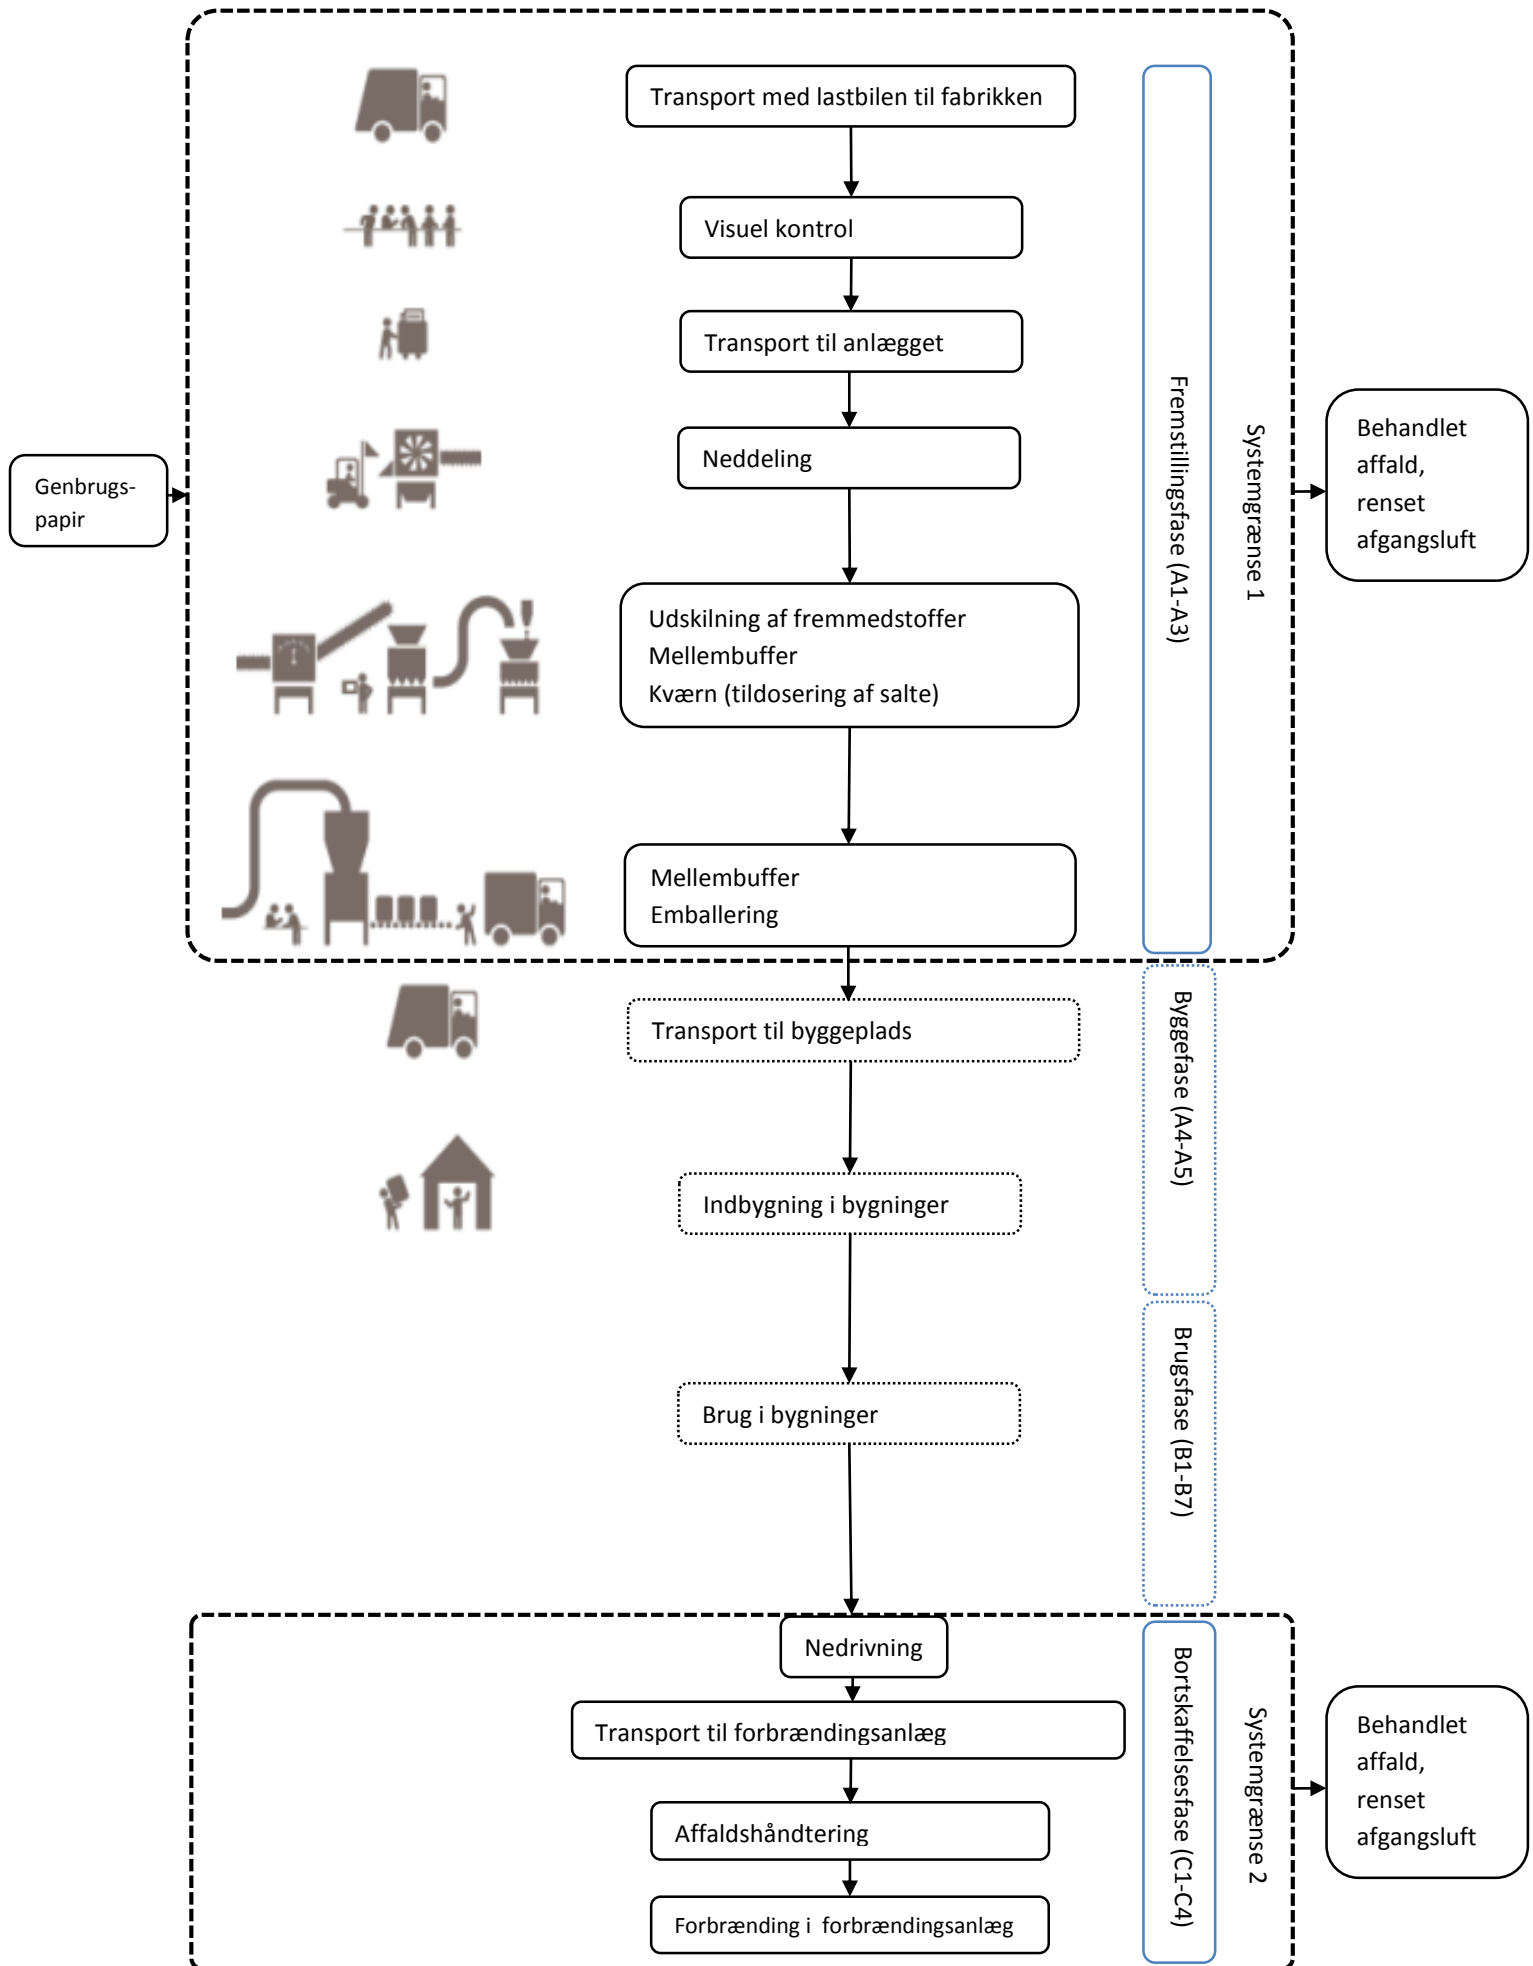 Transport med lastbilen til fabrikken
Visuel kontrol
Transport til anlægget
Neddeling
Genbrugs-
papir
Udskilning af fremmedstoffer
Mellembuffer
Kværn (tildosering af salte)
Mellembuffer
Emballering
Fremstillingsfase (A1-A3)
Systemgrænse 1
Behandlet
affald,
renset
afgangsluft
Transport til byggeplads
Indbygning i bygninger
Byggefase (A4-A5)
Brug i bygninger
Brugsfase (B1-B7)
Nedrivning
Transport til forbrændingsanlæg
Affaldshåndtering
Forbrænding i forbrændingsanlæg
Bortskaffelsesfase (C1-C4)
Systemgrænse 2
Behandlet
affald,
renset
afgangsluft